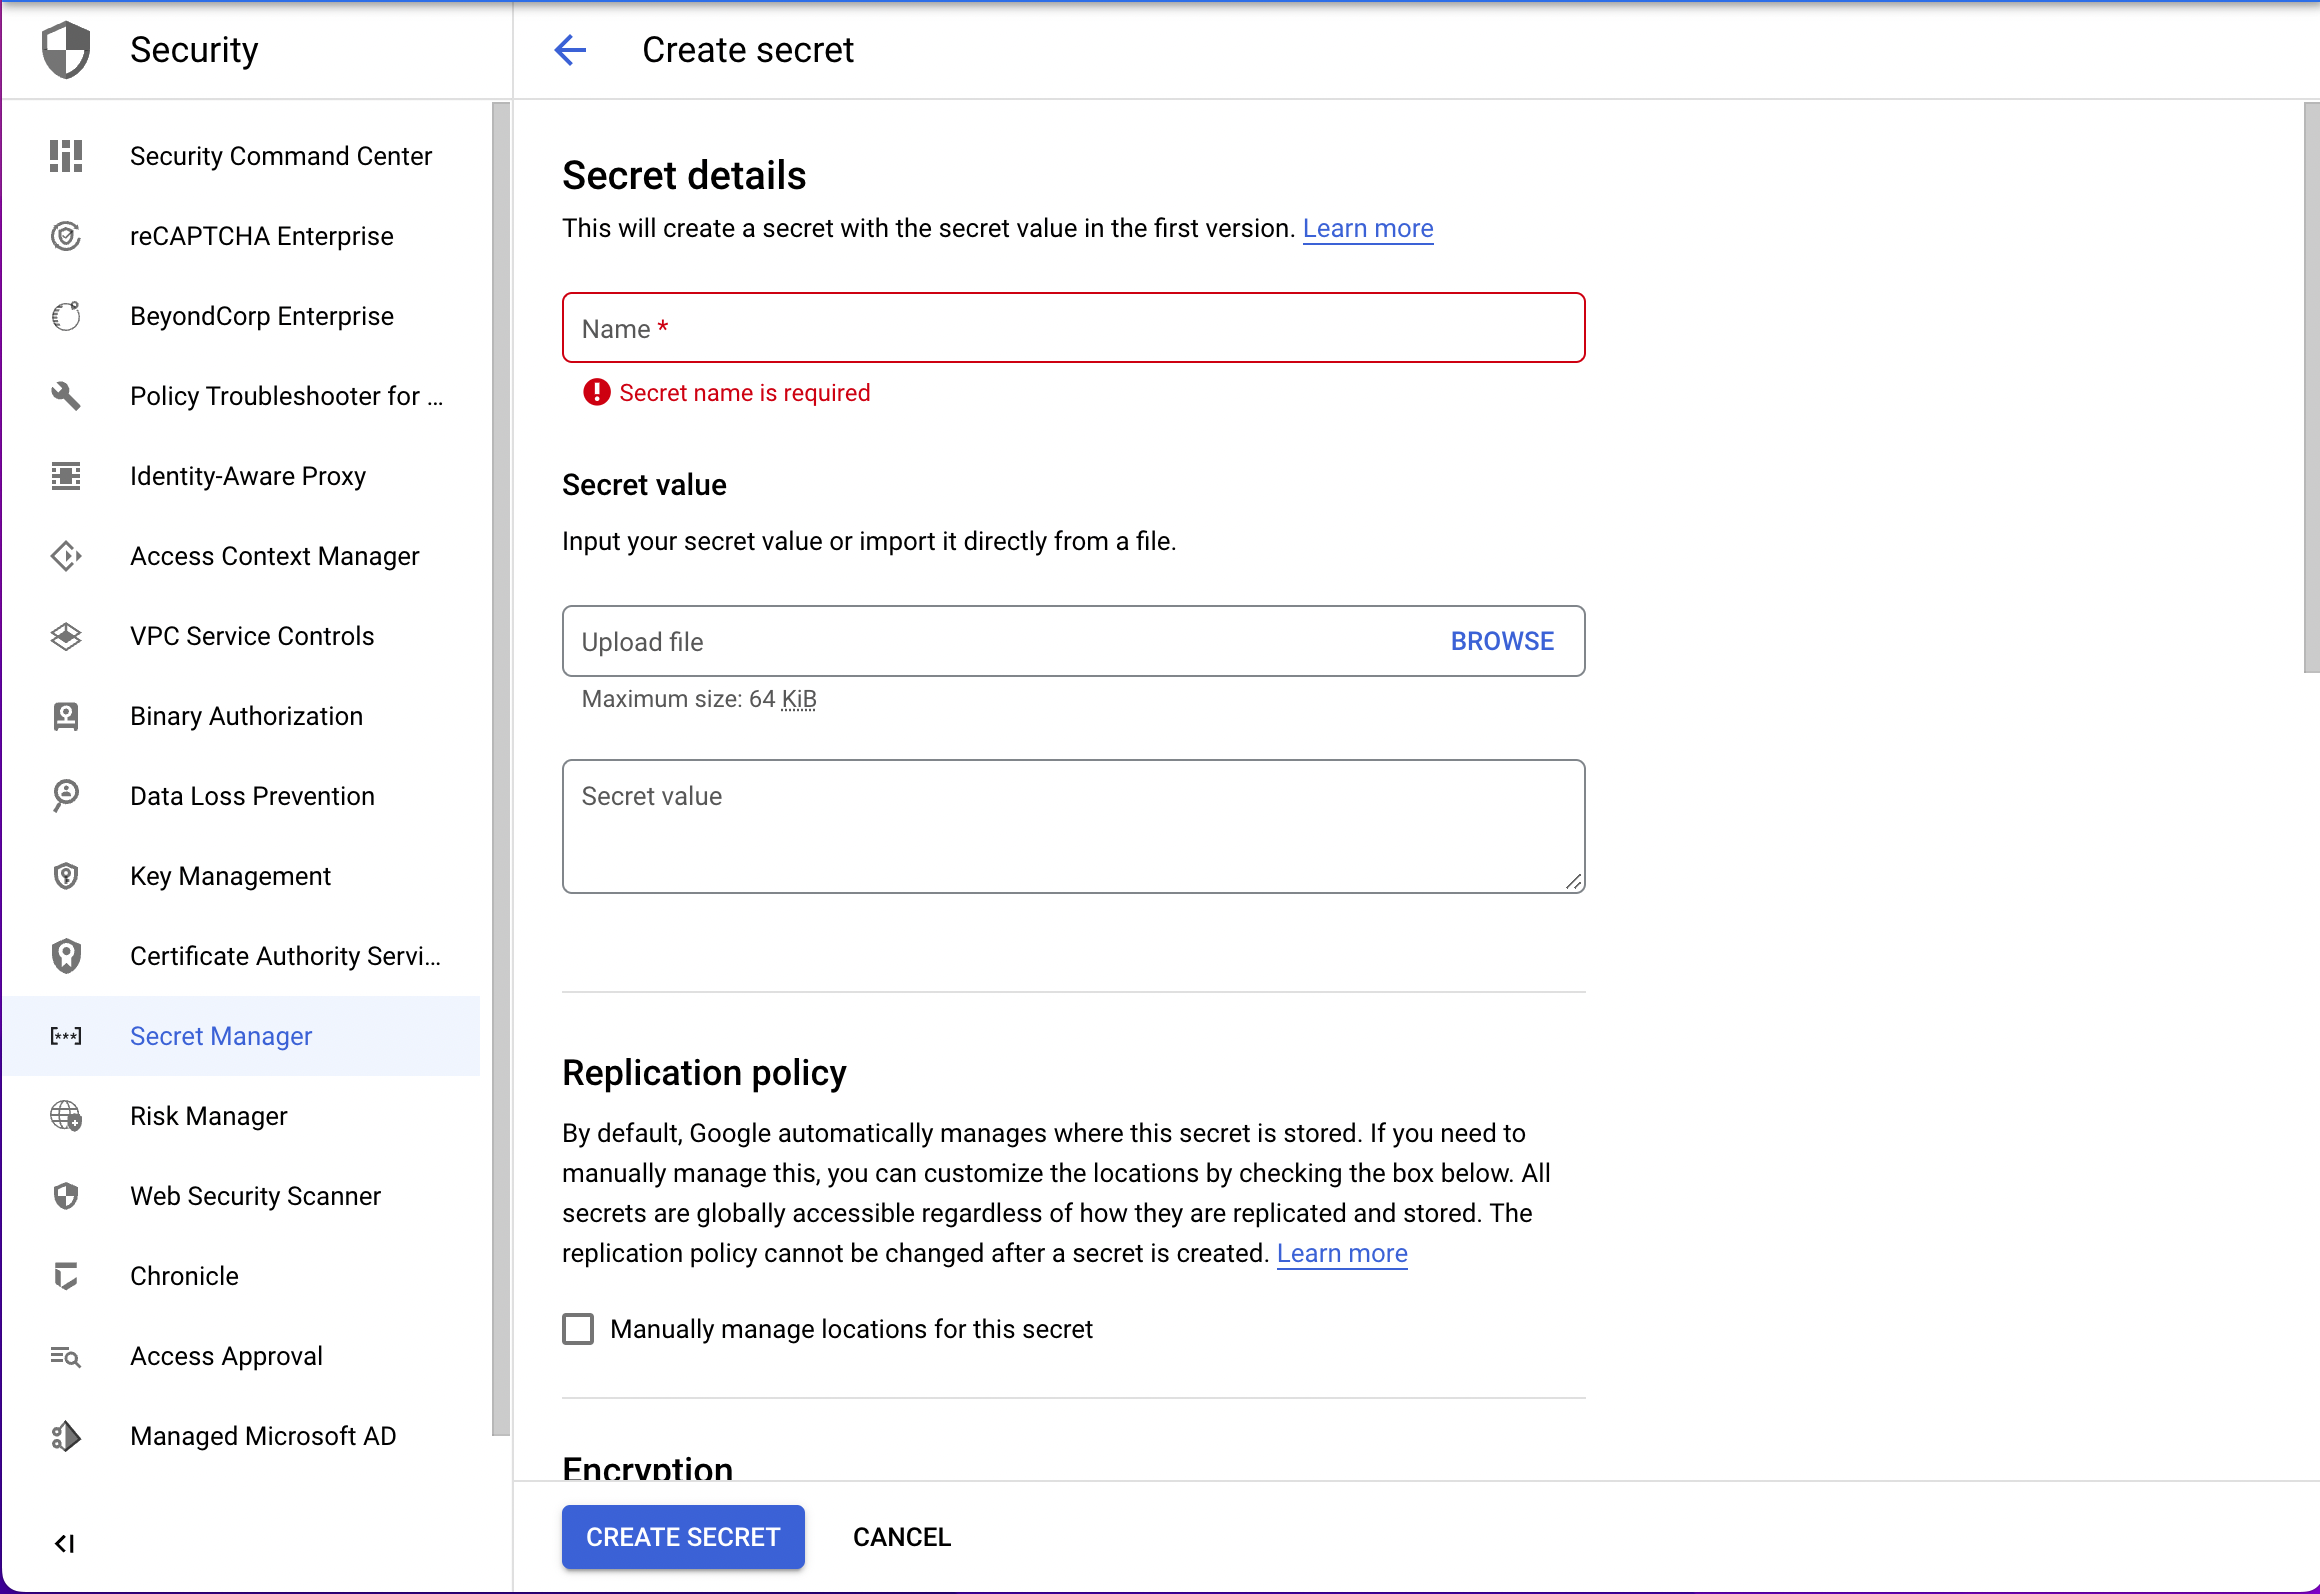 Security
Security Command Center
reCAPTCHA Enterprise
BeyondCorp Enterprise
Policy Troubleshooter for ...
Identity-Aware Proxy
Access Context Manager
VPC Service Controls
Binary Authorization
Data Loss Prevention
Key Management
Certificate Authority Servi...
[***] Secret Manager
Risk Manager
Web Security Scanner
Chronicle
Access Approval
Managed Microsoft AD
Create secret
Secret details
This will create a secret with the secret value in the first version. Learn more
Name *
Secret name is required
Secret value
Input your secret value or import it directly from a file.
Upload file BROWSE
Maximum size: 64 KiB
Secret value
Replication policy
By default, Google automatically manages where this secret is stored. If you need to
manually manage this, you can customize the locations by checking the box below. All
secrets are globally accessible regardless of how they are replicated and stored. The
replication policy cannot be changed after a secret is created. Learn more
Manually manage locations for this secret
Encryption
CREATE SECRET CANCEL